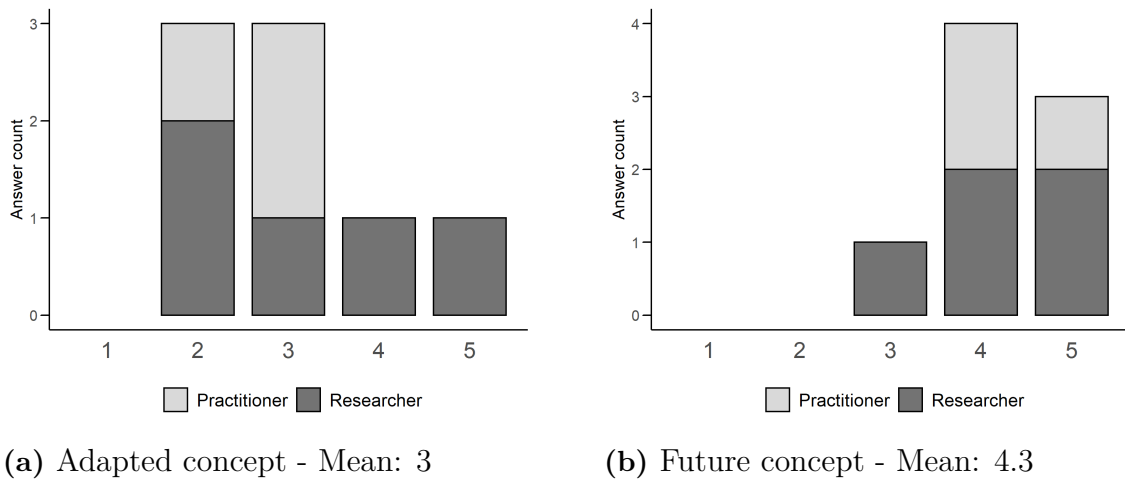 Answer count
3
2
1
0
1 2 3 4 5
Practitioner Researcher
(a) Adapted concept - Mean: 3
Answer count
4
3
2
1
0
1 2 3 4 5
Practitioner Researcher
(b) Future concept - Mean: 4.3